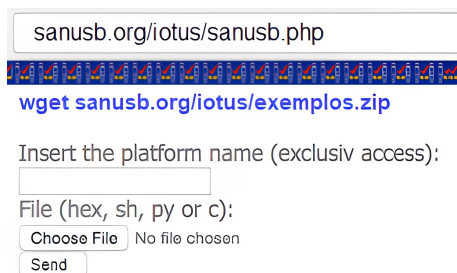 sanusb.org/iotus/sanusb.php
wget sanusb.org/iotus/exemplos.zip
Insert the platform name (exclusiv access):
File (hex, sh, py or c):
Choose File No file chosen
Send